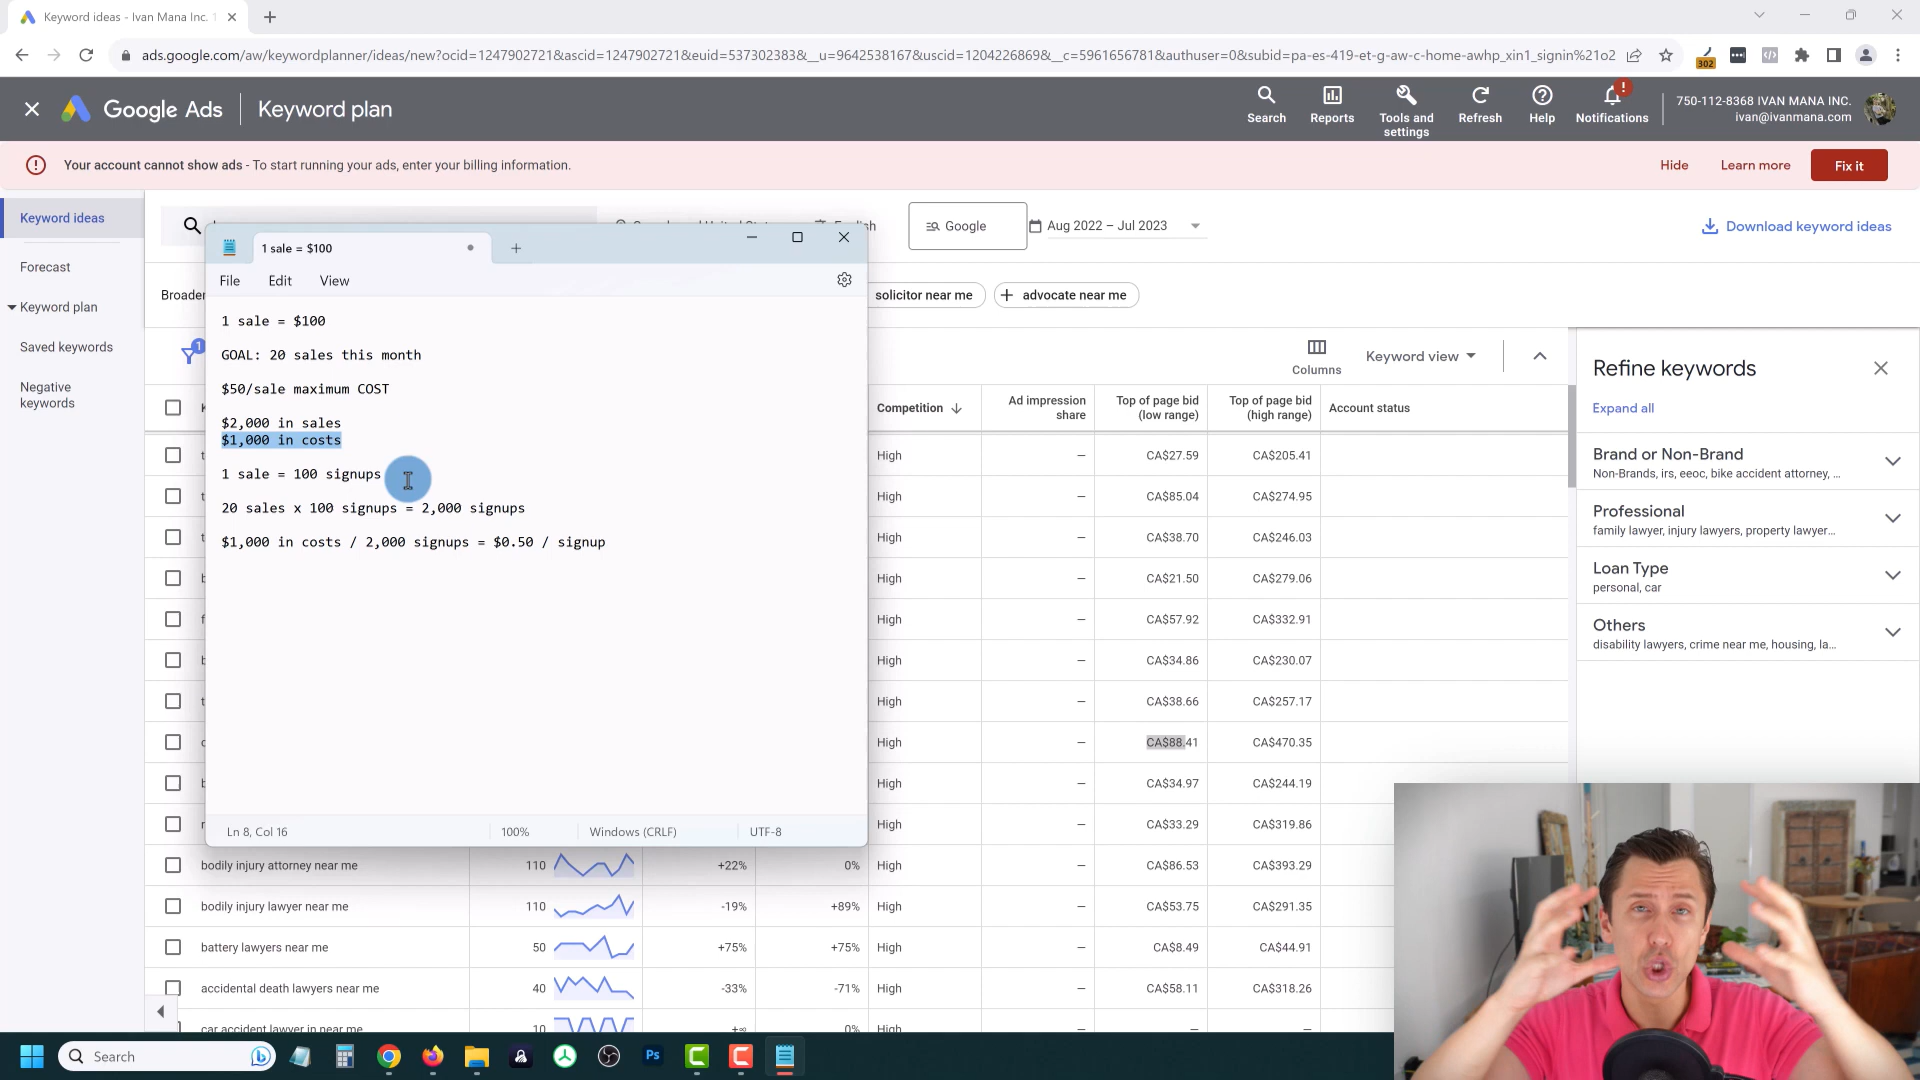 Keyword ideas - Ivan Mana Inc. 1
ads.google.com/aw/keywordplanner/ideas/new?ocid=1247902721&ascid=1247902721&euid=537302383&__u=9642538167&uscid=1204226869&__c=5961656781&authuser=0&subid=pa-es-419-et-g-aw-c-home-awhp_xin1_signin%21o2
302
Google Ads
Keyword plan
Search
Reports
Tools and settings
Refresh
Help
Notifications
750-112-8368 IVAN MANA INC.
ivan@ivanmana.com
Your account cannot show ads - To start running your ads, enter your billing information.
Hide
Learn more
Fix it
Keyword ideas
Forecast
Keyword plan
Saved keywords
Negative keywords
Google
Aug 2022 – Jul 2023
Download keyword ideas
solicitor near me
advocate near me
1 sale = $100
File
Edit
View
1 sale = $100
GOAL: 20 sales this month
$50/sale maximum COST
$2,000 in sales
$1,000 in costs
1 sale = 100 signups
20 sales x 100 signups = 2,000 signups
$1,000 in costs / 2,000 signups = $0.50 / signup
Ln 8, Col 16
100%
Windows (CRLF)
UTF-8
1
Columns
Keyword view
Competition
Ad impression share
Top of page bid (low range)
Top of page bid (high range)
Account status
High – CA$27.59 CA$205.41
High – CA$85.04 CA$274.95
High – CA$38.70 CA$246.03
High – CA$21.50 CA$279.06
High – CA$57.92 CA$332.91
High – CA$34.86 CA$230.07
High – CA$38.66 CA$257.17
High – CA$88.41 CA$470.35
High – CA$34.97 CA$244.19
High – CA$33.29 CA$319.86
bodily injury attorney near me 110 +22% 0% High – CA$86.53 CA$393.29
bodily injury lawyer near me 110 -19% +89% High – CA$53.75 CA$291.35
battery lawyers near me 50 +75% +75% High – CA$8.49 CA$44.91
accidental death lawyers near me 40 -33% -71% High – CA$58.11 CA$318.26
car accident lawyer in near me 10 +∞ 0% High – – –
Refine keywords
Expand all
Brand or Non-Brand
Non-Brands, irs, eeoc, bike accident attorney, ...
Professional
family lawyer, injury lawyers, property lawyer...
Loan Type
personal, car
Others
disability lawyers, crime near me, housing, la...
Search
Ps